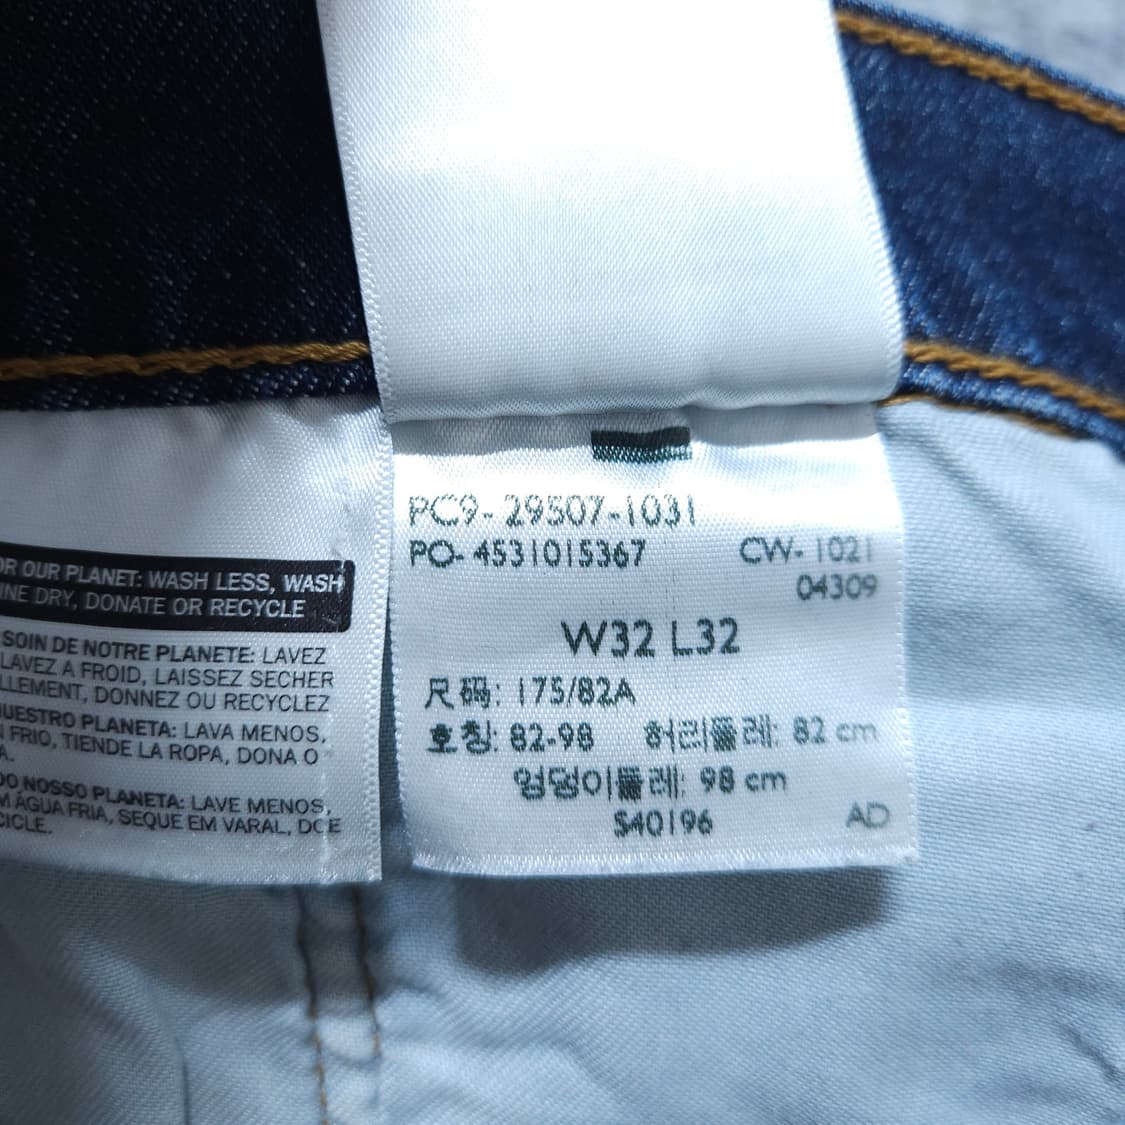 OR OUR PLANET: WASH LESS, WASH
INE DRY, DONATE OR RECYCLE
SOIN DE NOTRE PLANETE: LAVEZ
LAVEZ A FROID, LAISSEZ SECHER
LLEMENT, DONNEZ OU RECYCLEZ
NUESTRO PLANETA: LAVA MENOS,
N FRIO, TIENDE LA ROPA, DONA O
A.
DO NOSSO PLANETA: LAVE MENOS,
M ÁGUA FRIA, SEQUE EM VARAL, DOE
CICLE.
PC9- 29507-1031
PO- 4531015367 CW- 1021
04309
W32 L32
尺码: 175/82A
호칭: 82-98 허리둘레: 82 cm
엉덩이둘레: 98 cm
S40196 AD